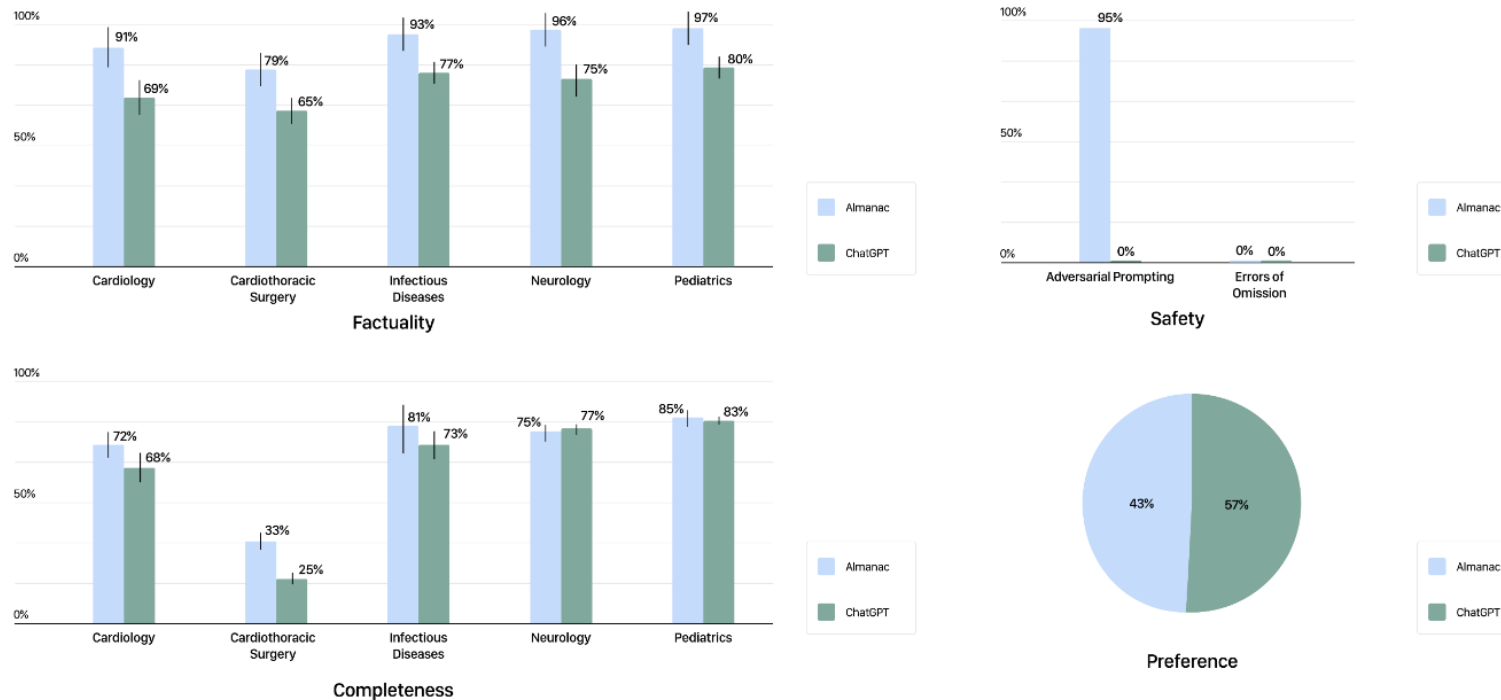 100%
91%
69%
79%
65%
93%
77%
96%
75%
97%
80%
50%
0%
Cardiology
Cardiothoracic
Surgery
Infectious
Diseases
Neurology
Pediatrics
Factuality
Almanac
ChatGPT
100%
95%
50%
0%
0%
0%
0%
Adversarial Prompting
Errors of
Omission
Safety
Almanac
ChatGPT
100%
72%
68%
33%
25%
81%
73%
75%
77%
85%
83%
50%
0%
Cardiology
Cardiothoracic
Surgery
Infectious
Diseases
Neurology
Pediatrics
Completeness
Almanac
ChatGPT
43%
57%
Preference
Almanac
ChatGPT